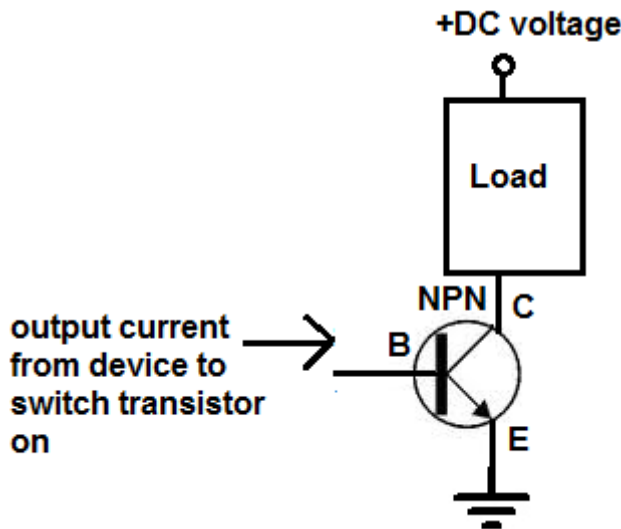 +DC voltage
Load
NPN
C
B
output current
from device to
switch transistor
on
E